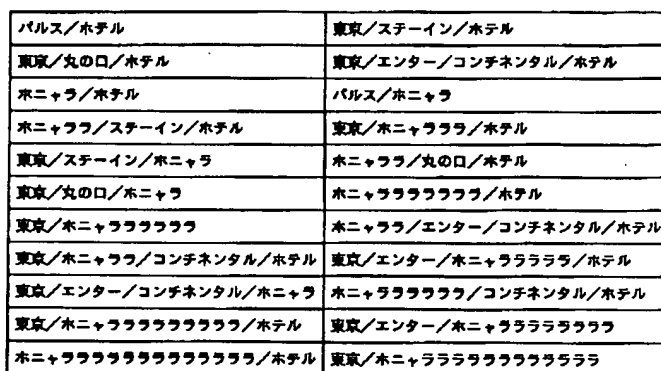 パルス／ホテル
東京／ステーイン／ホテル
東京／丸の口／ホテル
東京／エンター／コンチネンタル／ホテル
ホニャラ／ホテル
パルス／ホニャラ
ホニャララ／ステーイン／ホテル
東京／ホニャラララ／ホテル
東京／ステーイン／ホニャラ
ホニャララ／丸の口／ホテル
東京／丸の口／ホニャラ
ホニャラララララララ／ホテル
東京／ホニャララララララ
ホニャララ／エンター／コンチネンタル／ホテル
東京／ホニャララ／コンチネンタル／ホテル
東京／エンター／ホニャラララララ／ホテル
東京／エンター／コンチネンタル／ホニャラ
ホニャララララララ／コンチネンタル／ホテル
東京／ホニャラララララララララ／ホテル
東京／エンター／ホニャララララララララ
ホニャラララララララララララララ／ホテル
東京／ホニャララララララララララララ